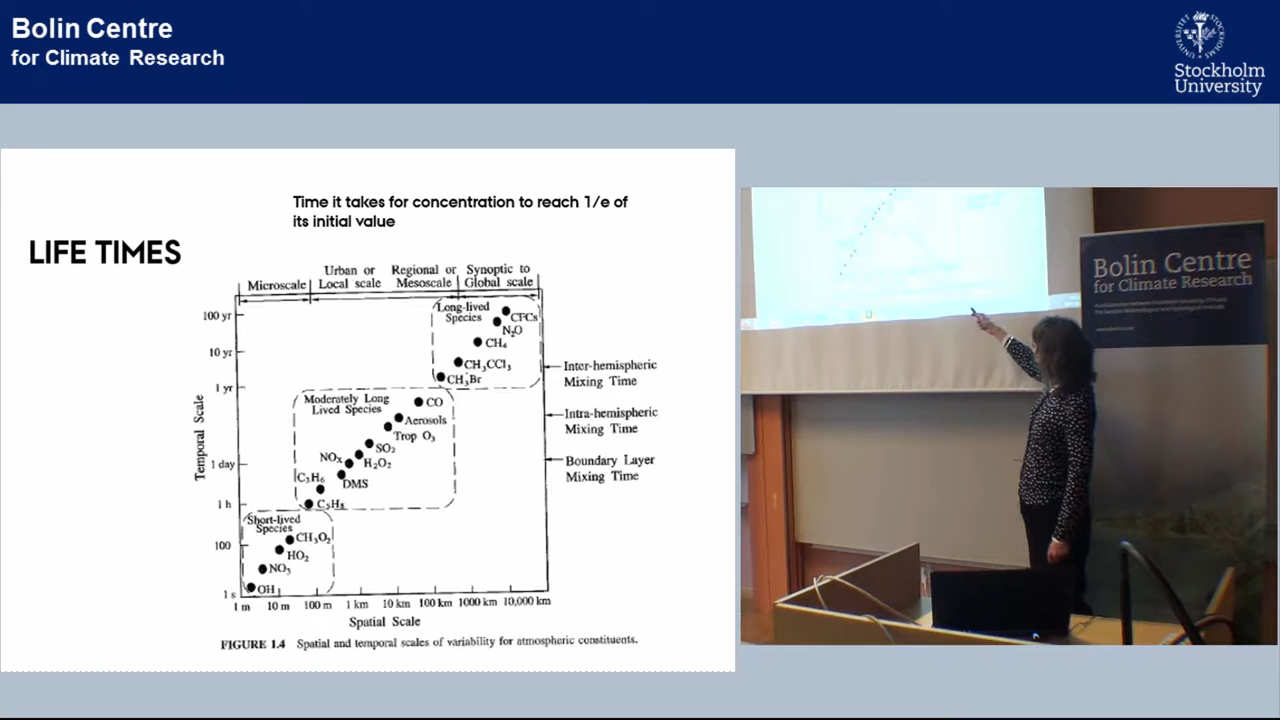 Bolin Centre
for Climate Research
Stockholm
University
Time it takes for concentration to reach 1/e of
its initial value
LIFE TIMES
Microscale
Urban or
Local scale
Regional or
Mesoscale
Synoptic to
Global scale
Temporal Scale
100 yr
10 yr
1 yr
1 day
1 h
100
1 s
Long-lived
Species
CFCs
N₂O
CH₄
CH₃CCl₃
CH₃Br
Moderately Long
Lived Species
CO
Aerosols
Trop O₃
SO₂
NOₓ
H₂O₂
C₃H₆
DMS
C₅H₈
Short-lived
Species
CH₃O₂
HO₂
NO₃
OH
Inter-hemispheric
Mixing Time
Intra-hemispheric
Mixing Time
Boundary Layer
Mixing Time
1 m
10 m
100 m
1 km
10 km
100 km
1000 km
10,000 km
Spatial Scale
FIGURE 1.4 Spatial and temporal scales of variability for atmospheric constituents.
Bolin Centre
for Climate Research